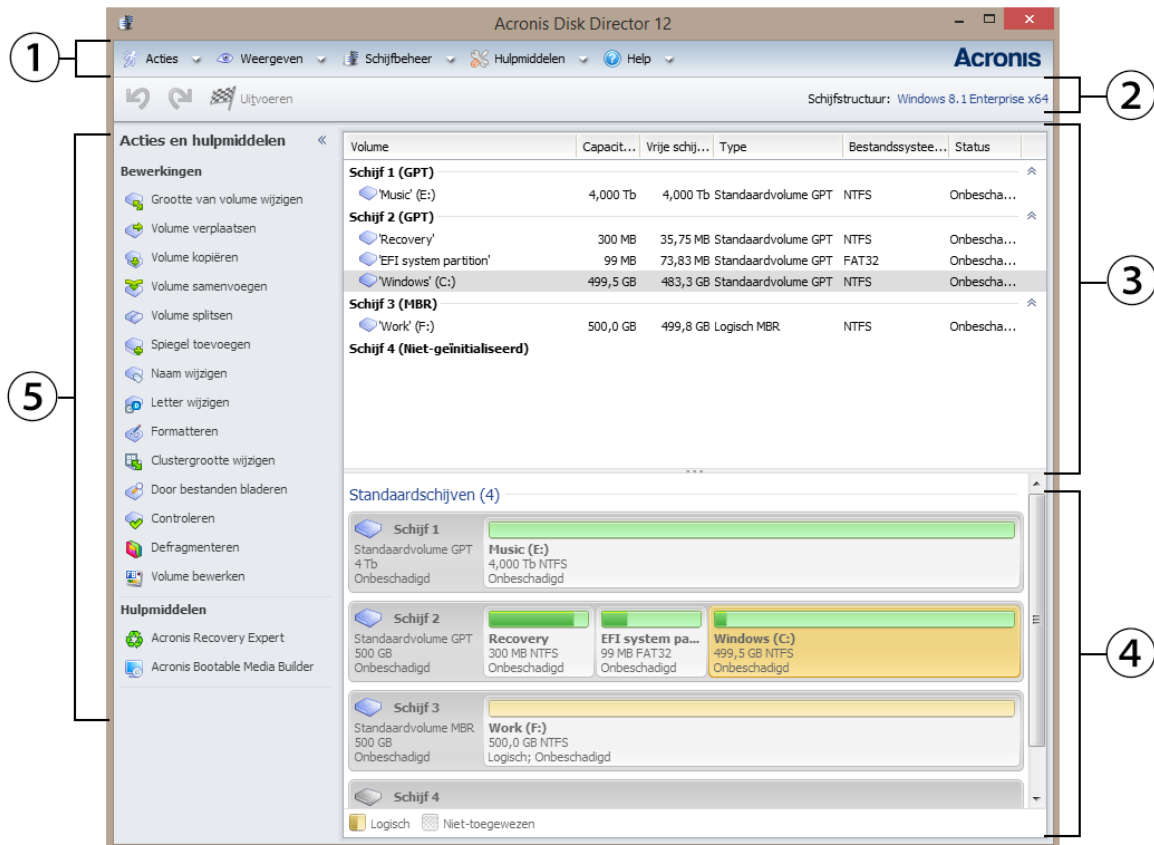 Acronis Disk Director 12
1
Acties Weergeven Schijfbeheer Hulpmiddelen Help Acronis
2
Uitvoeren Schijfstructuur: Windows 8.1 Enterprise x64
5
Acties en hulpmiddelen «
Bewerkingen
Grootte van volume wijzigen
Volume verplaatsen
Volume kopiëren
Volume samenvoegen
Volume splitsen
Spiegel toevoegen
Naam wijzigen
Letter wijzigen
Formatteren
Clustergrootte wijzigen
Door bestanden bladeren
Controleren
Defragmenteren
Volume bewerken
Hulpmiddelen
Acronis Recovery Expert
Acronis Bootable Media Builder
3
Volume Capacit... Vrije schij... Type Bestandssystee... Status
Schijf 1 (GPT)
'Music' (E:) 4,000 Tb 4,000 Tb Standaardvolume GPT NTFS Onbescha...
Schijf 2 (GPT)
'Recovery' 300 MB 35,75 MB Standaardvolume GPT NTFS Onbescha...
'EFI system partition' 99 MB 73,83 MB Standaardvolume GPT FAT32 Onbescha...
'Windows' (C:) 499,5 GB 483,3 GB Standaardvolume GPT NTFS Onbescha...
Schijf 3 (MBR)
'Work' (F:) 500,0 GB 499,8 GB Logisch MBR NTFS Onbescha...
Schijf 4 (Niet-geïnitialiseerd)
4
Standaardschijven (4)
Schijf 1
Standaardvolume GPT
4 Tb
Onbeschadigd
Music (E:)
4,000 Tb NTFS
Onbeschadigd
Schijf 2
Standaardvolume GPT
500 GB
Onbeschadigd
Recovery
300 MB NTFS
Onbeschadigd
EFI system pa...
99 MB FAT32
Onbeschadigd
Windows (C:)
499,5 GB NTFS
Onbeschadigd
Schijf 3
Standaardvolume MBR
500 GB
Onbeschadigd
Work (F:)
500,0 GB NTFS
Logisch; Onbeschadigd
Schijf 4
Logisch Niet-toegewezen